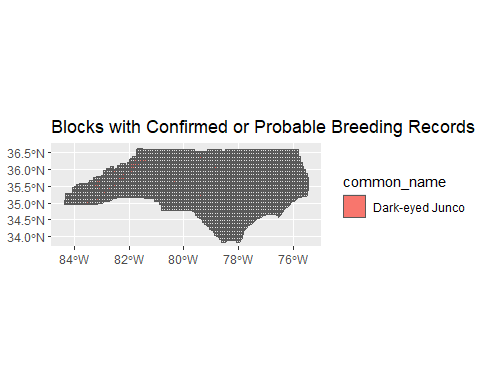 Blocks with Confirmed or Probable Breeding Records
36.5°N
36.0°N
35.5°N
35.0°N
34.5°N
34.0°N
84°W 82°W 80°W 78°W 76°W
common_name
Dark-eyed Junco